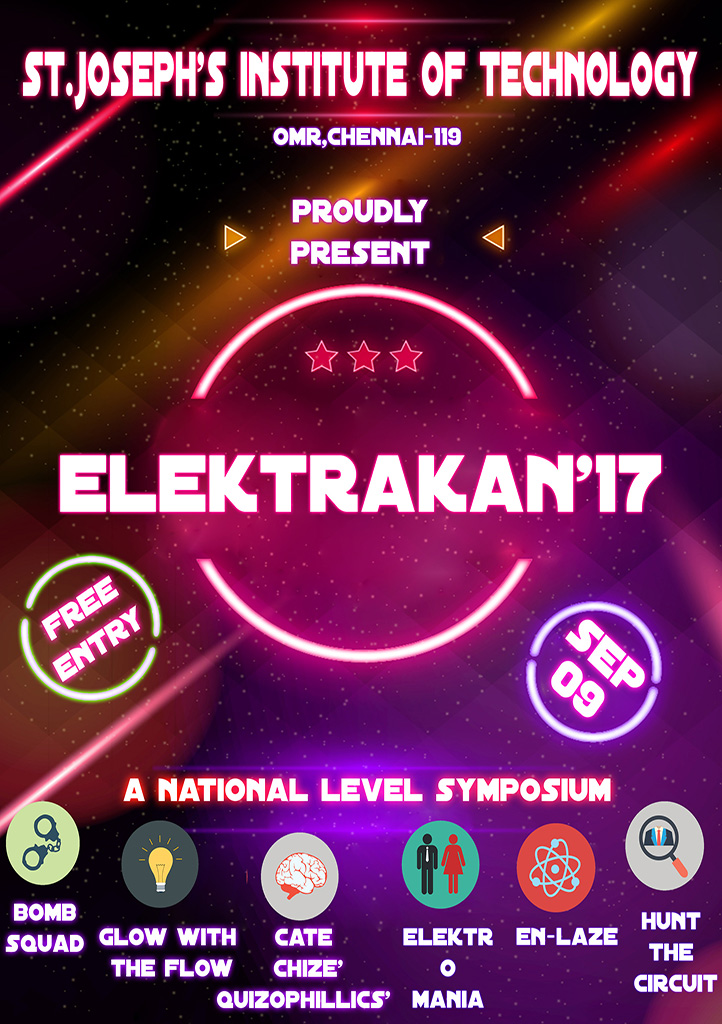 ST.JOSEPH'S INSTITUTE OF TECHNOLOGY
OMR,CHENNAI-119
PROUDLY
PRESENT
ELEKTRAKAN'17
FREE
ENTRY
SEP
09
A NATIONAL LEVEL SYMPOSIUM
BOMB
SQUAD
GLOW WITH
THE FLOW
CATE
CHIZE'
QUIZOPHILLICS'
ELEKTR
O
MANIA
EN-LAZE
HUNT
THE
CIRCUIT